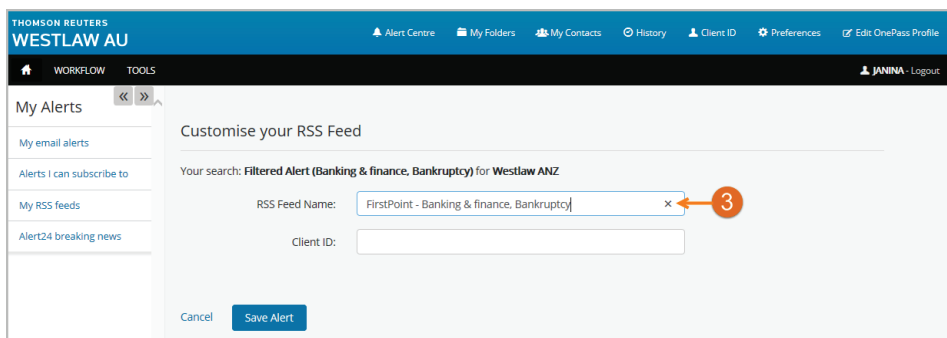 THOMSON REUTERS
WESTLAW AU
Alert Centre My Folders My Contacts History Client ID Preferences Edit OnePass Profile
WORKFLOW TOOLS JANINA - Logout
My Alerts « »
My email alerts
Alerts I can subscribe to
My RSS feeds
Alert24 breaking news
Customise your RSS Feed
Your search: Filtered Alert (Banking & finance, Bankruptcy) for Westlaw ANZ
RSS Feed Name: FirstPoint - Banking & finance, Bankruptcy × 3
Client ID:
Cancel Save Alert